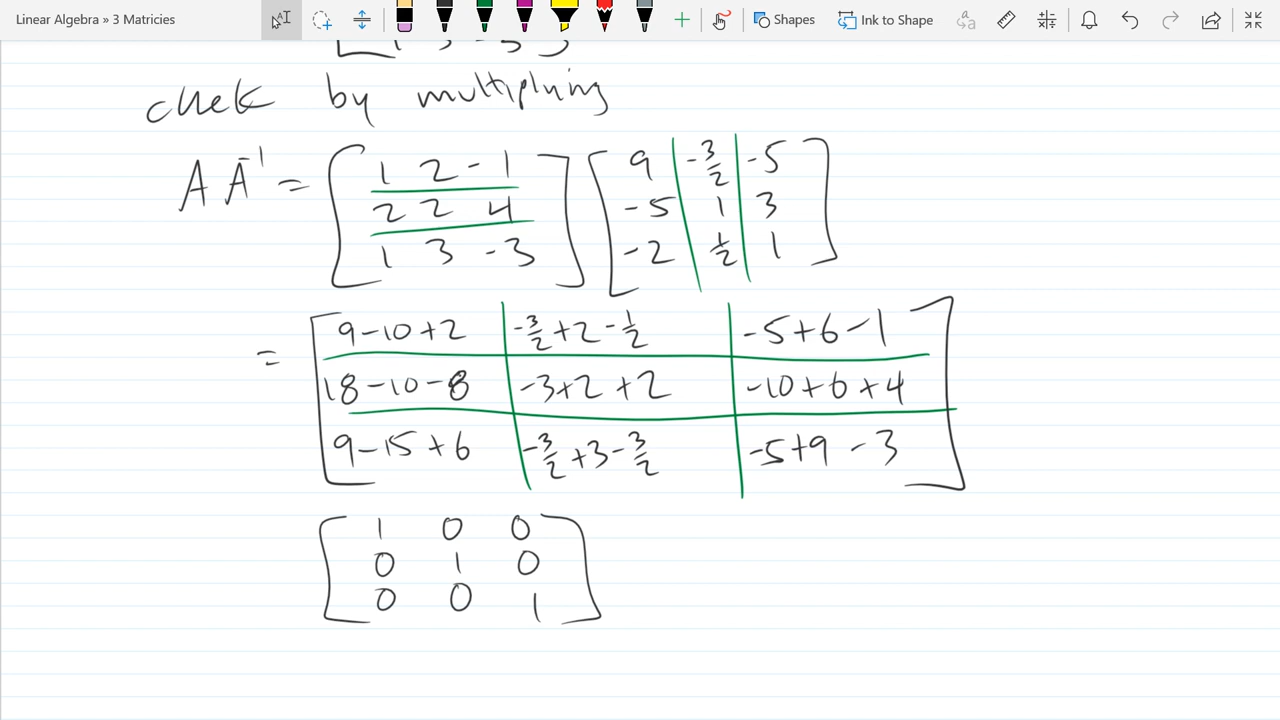 Linear Algebra » 3 Matricies
Shapes
Ink to Shape
check by multiplying
A A⁻¹ = [1 2 -1] [9 -3/2 -5]
[2 2 4] [-5 1 3]
[1 3 -3] [-2 1/2 1]
= [9-10+2 -3/2+2-1/2 -5+6-1]
[18-10-8 -3+2+2 -10+6+4]
[9-15+6 -3/2+3-3/2 -5+9-3]
[1 0 0]
[0 1 0]
[0 0 1]